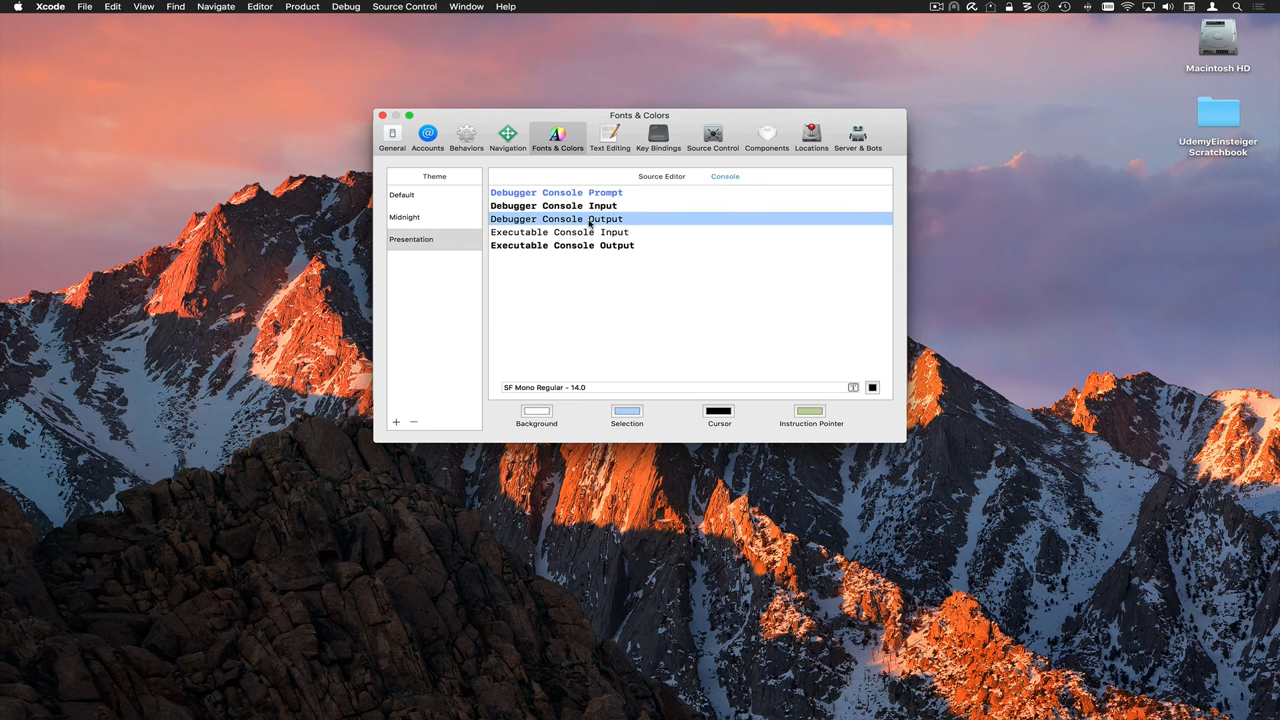 Xcode File Edit View Find Navigate Editor Product Debug Source Control Window Help
Macintosh HD
UdemyEinsteiger
Scratchbook
Fonts & Colors
General Accounts Behaviors Navigation Fonts & Colors Text Editing Key Bindings Source Control Components Locations Server & Bots
Theme
Default
Midnight
Presentation
Source Editor Console
Debugger Console Prompt
Debugger Console Input
Debugger Console Output
Executable Console Input
Executable Console Output
SF Mono Regular - 14.0
Background Selection Cursor Instruction Pointer